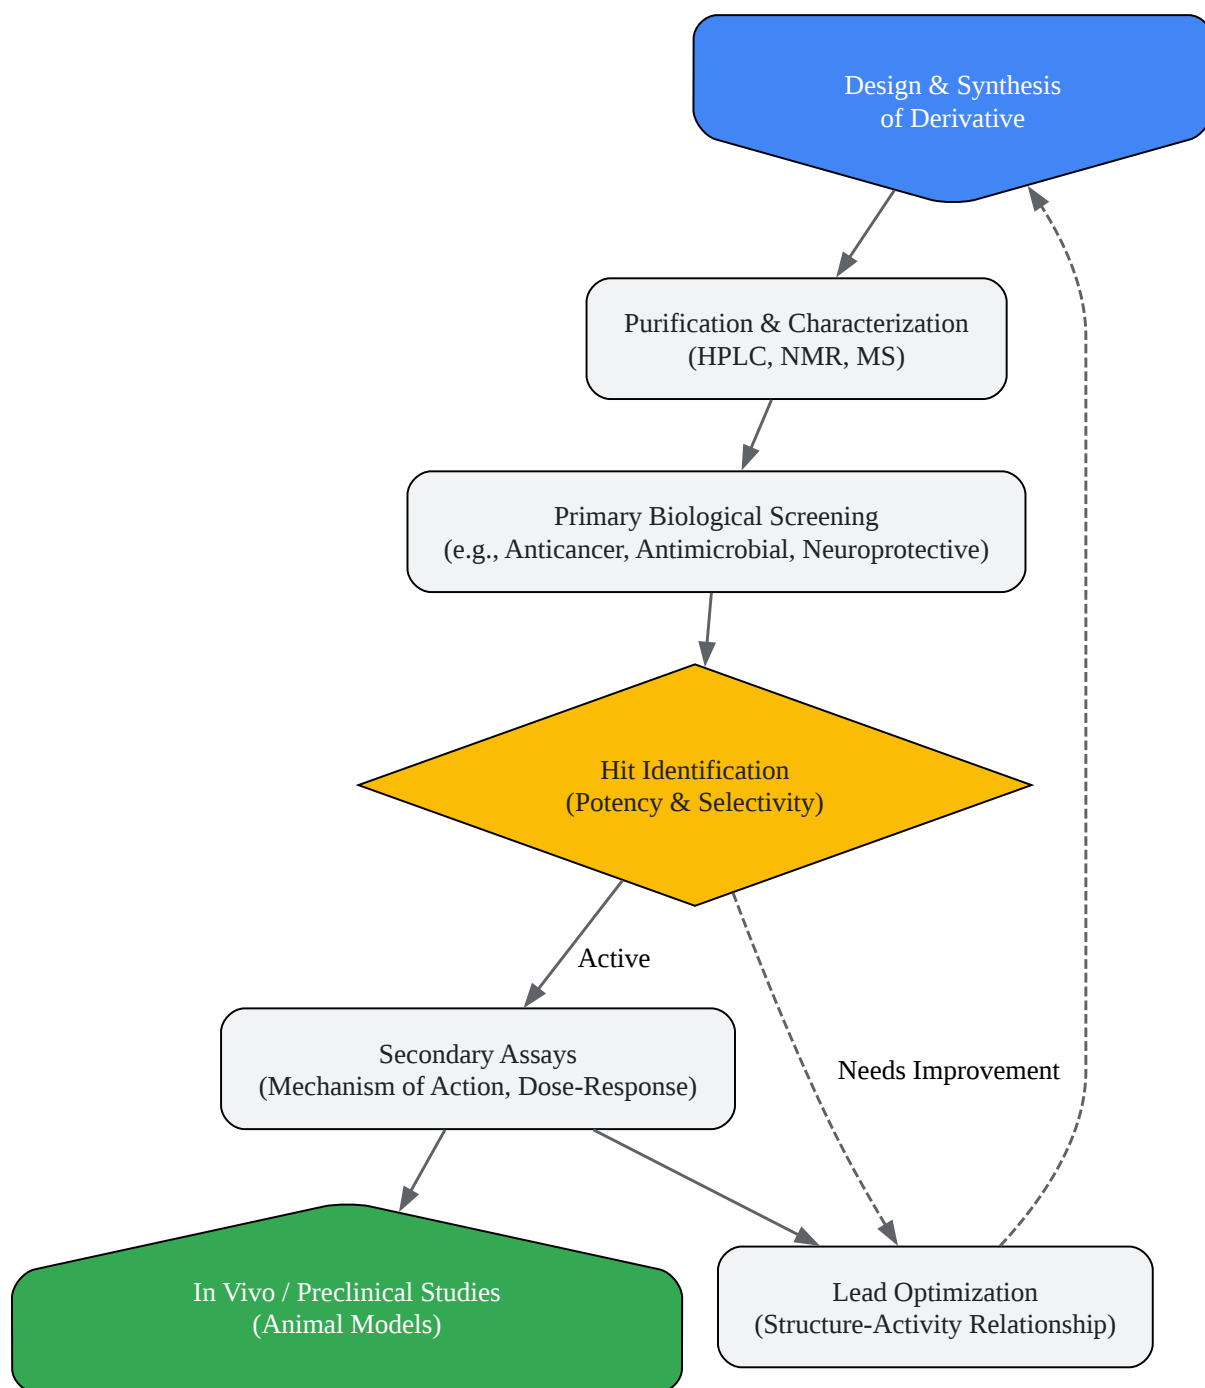 Design & Synthesis
of Derivative
Purification & Characterization
(HPLC, NMR, MS)
Primary Biological Screening
(e.g., Anticancer, Antimicrobial, Neuroprotective)
Hit Identification
(Potency & Selectivity)
Active
Needs Improvement
Secondary Assays
(Mechanism of Action, Dose-Response)
In Vivo / Preclinical Studies
(Animal Models)
Lead Optimization
(Structure-Activity Relationship)